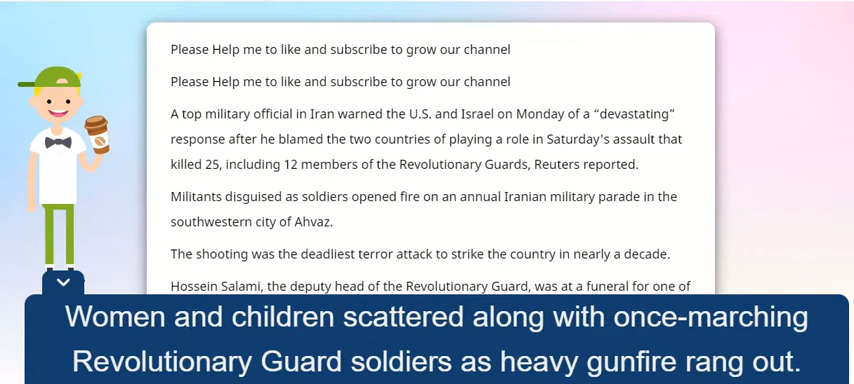 Please Help me to like and subscribe to grow our channel
Please Help me to like and subscribe to grow our channel
A top military official in Iran warned the U.S. and Israel on Monday of a “devastating”
response after he blamed the two countries of playing a role in Saturday's assault that
killed 25, including 12 members of the Revolutionary Guards, Reuters reported.
Militants disguised as soldiers opened fire on an annual Iranian military parade in the
southwestern city of Ahvaz.
The shooting was the deadliest terror attack to strike the country in nearly a decade.
Hossein Salami, the deputy head of the Revolutionary Guard, was at a funeral for one of
Women and children scattered along with once-marching
Revolutionary Guard soldiers as heavy gunfire rang out.